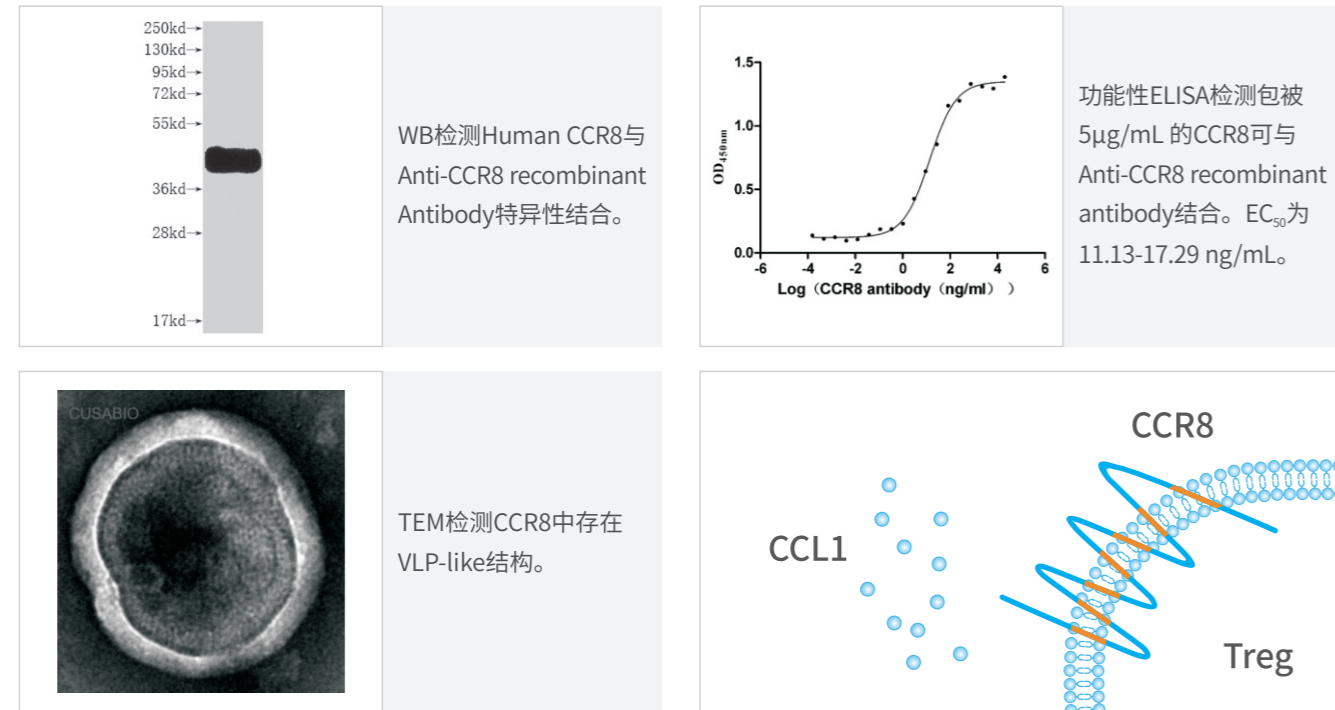 250kd→
130kd→
95kd→
72kd→
55kd→
36kd→
28kd→
17kd→
WB检测Human CCR8与
Anti-CCR8 recombinant
Antibody特异性结合。
1.5
1.0
0.5
0.0
OD450nm
-6 -4 -2 0 2 4 6
Log（CCR8 antibody（ng/ml））
功能性ELISA检测包被
5μg/mL 的CCR8可与
Anti-CCR8 recombinant
antibody结合。EC50为
11.13-17.29 ng/mL。
CUSABIO
TEM检测CCR8中存在
VLP-like结构。
CCR8
CCL1
Treg